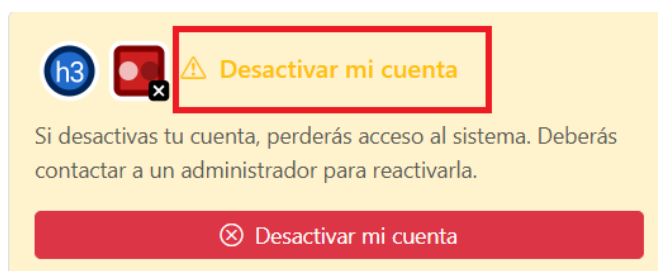 h3 Desactivar mi cuenta
Si desactivas tu cuenta, perderás acceso al sistema. Deberás
contactar a un administrador para reactivarla.
Desactivar mi cuenta